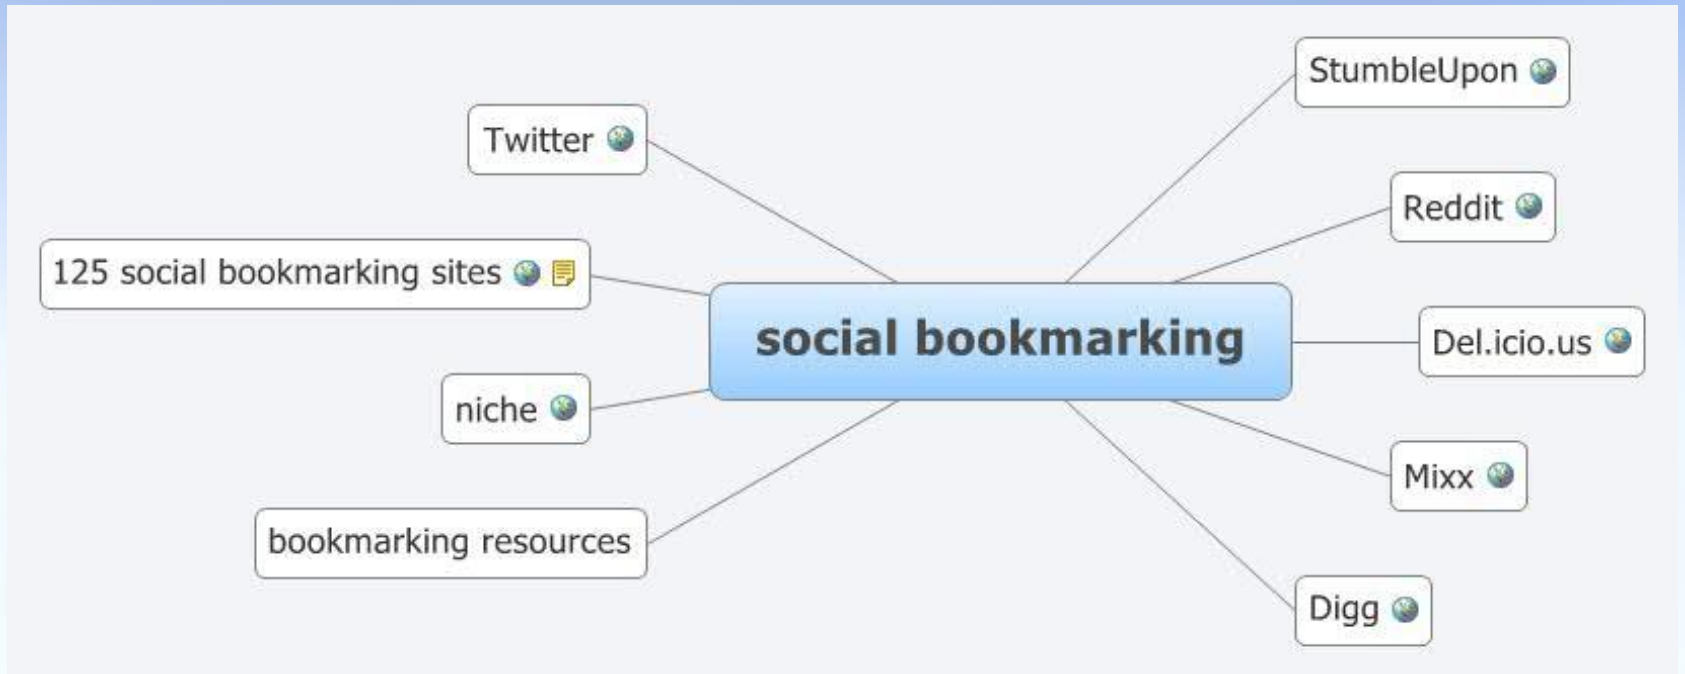 StumbleUpon
Twitter
Reddit
125 social bookmarking sites
social bookmarking
Del.icio.us
niche
Mixx
bookmarking resources
Digg